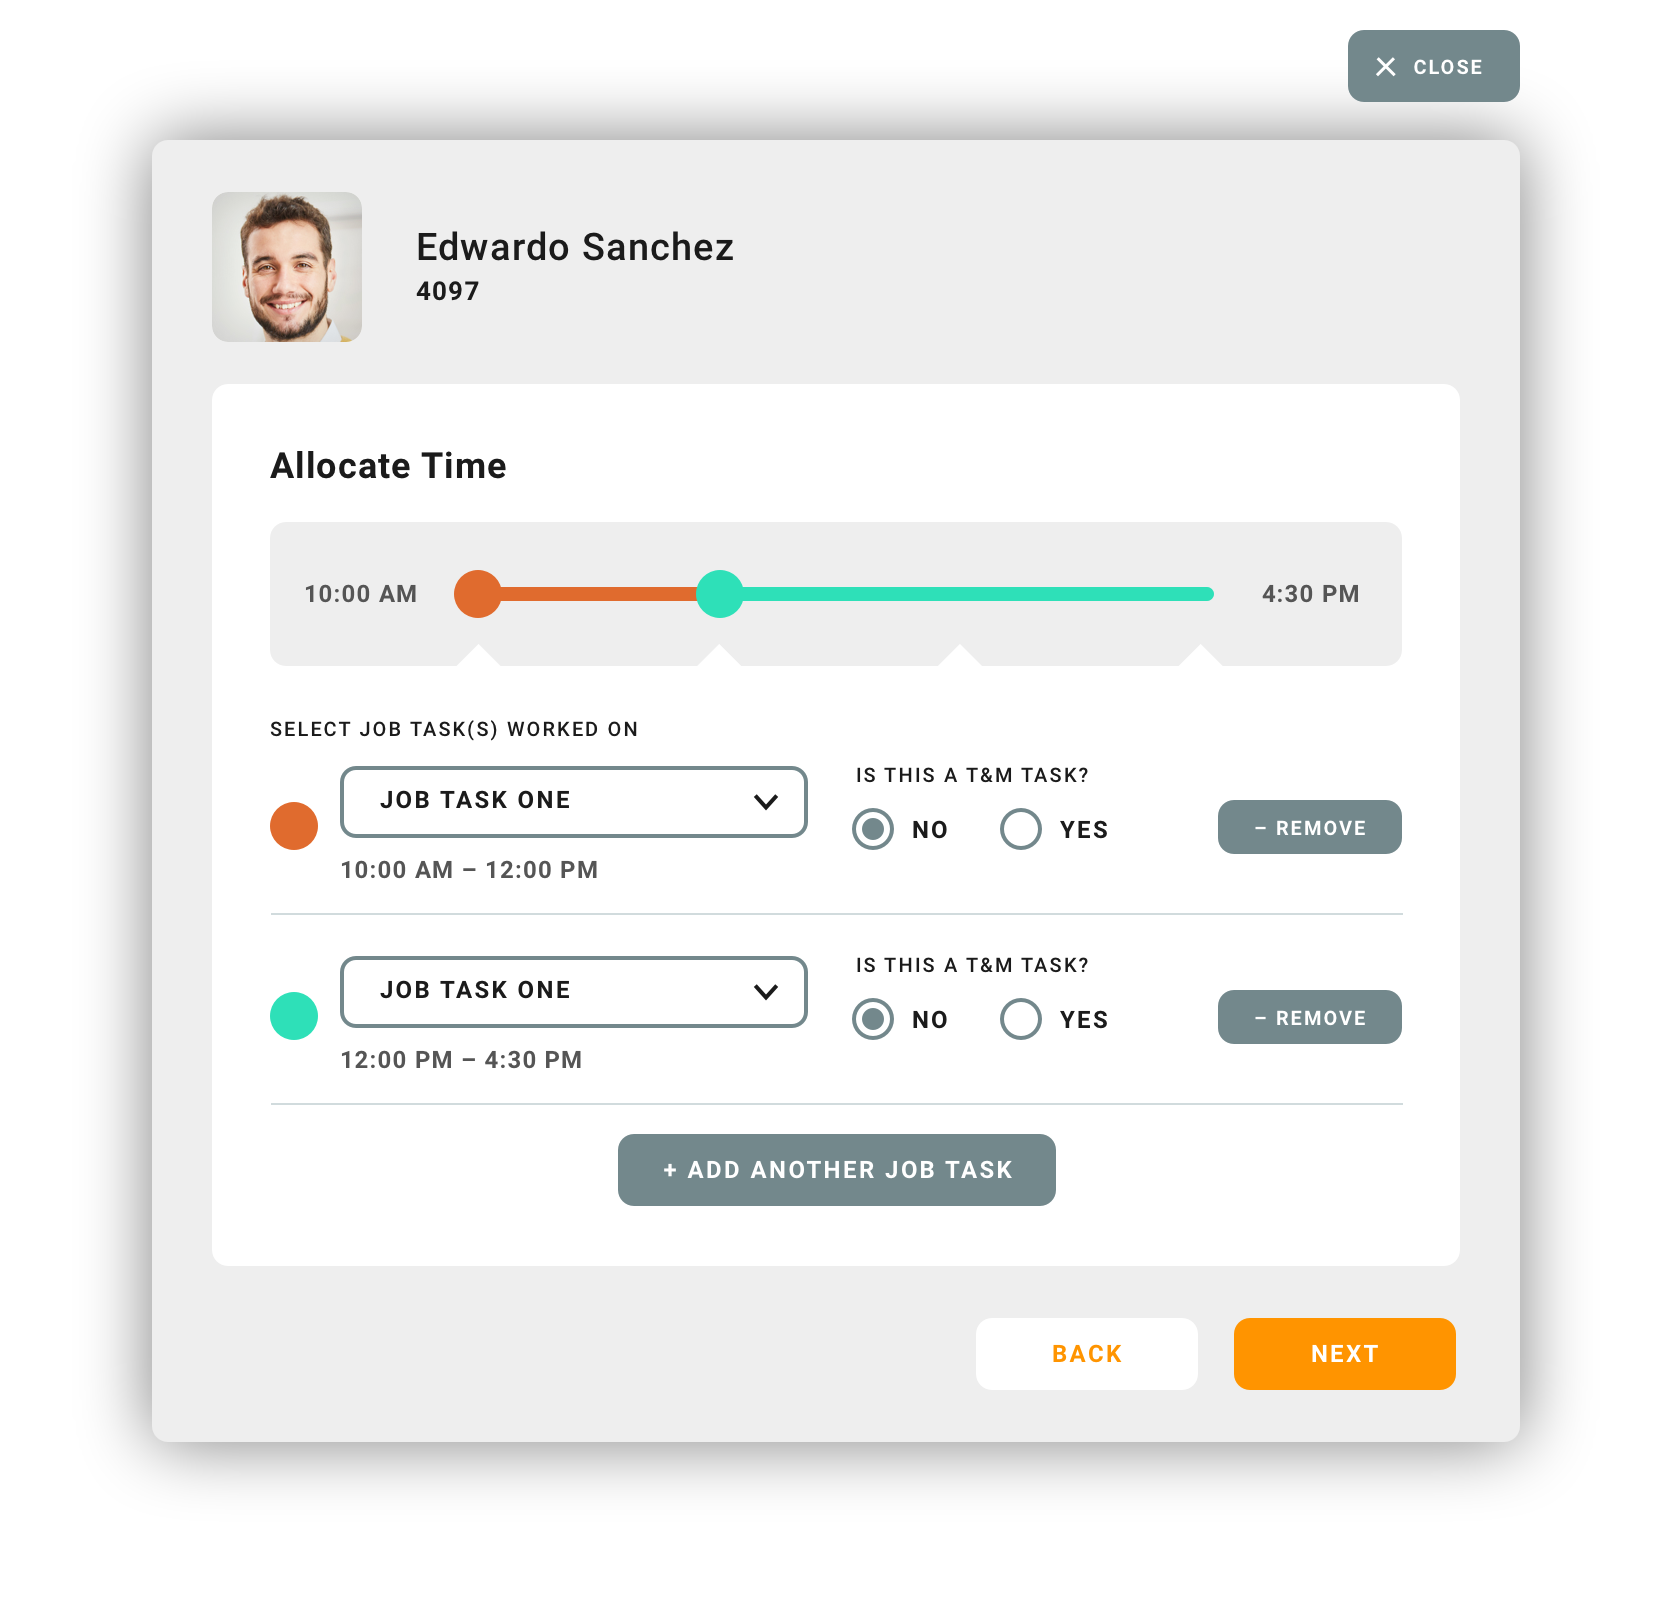 CLOSE
Edwardo Sanchez
4097
Allocate Time
10:00 AM
4:30 PM
SELECT JOB TASK(S) WORKED ON
JOB TASK ONE
10:00 AM – 12:00 PM
IS THIS A T&M TASK?
NO YES
– REMOVE
JOB TASK ONE
12:00 PM – 4:30 PM
IS THIS A T&M TASK?
NO YES
– REMOVE
+ ADD ANOTHER JOB TASK
BACK
NEXT